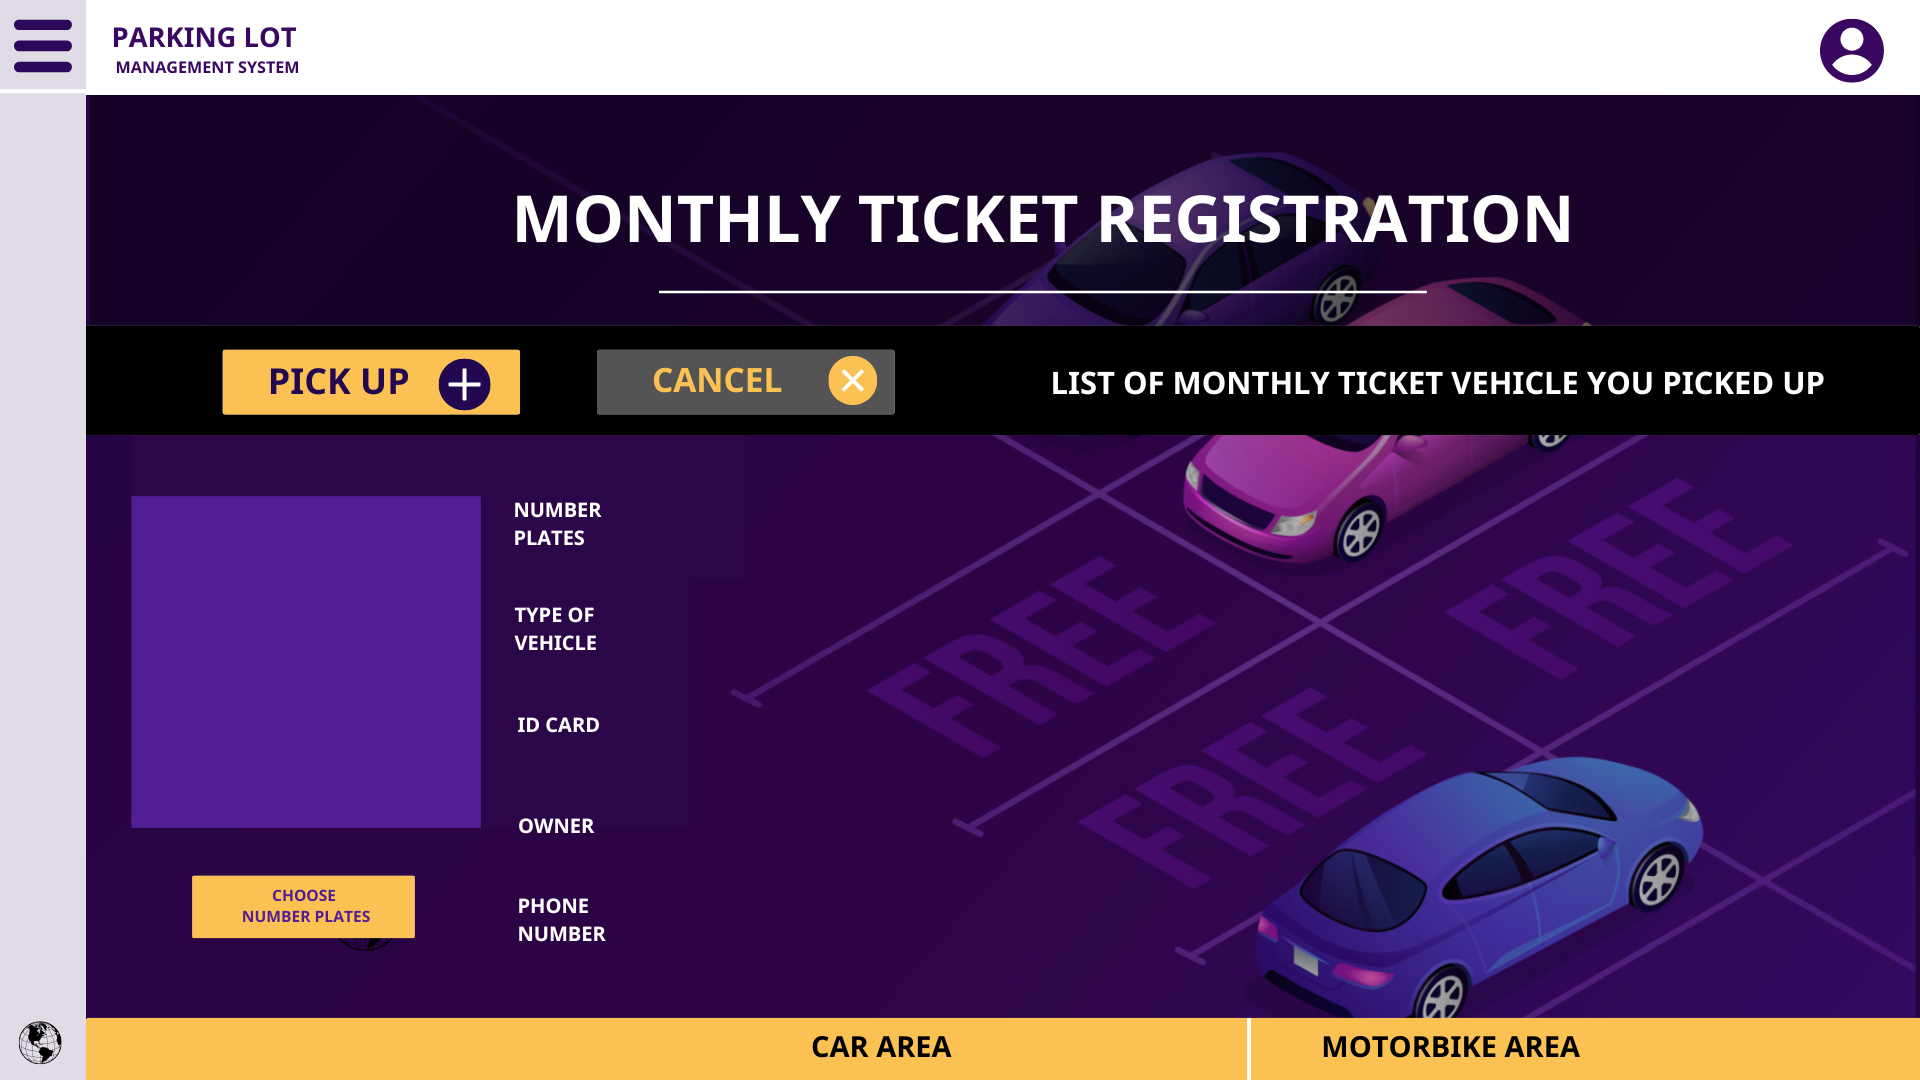 PARKING LOT
MANAGEMENT SYSTEM
MONTHLY TICKET REGISTRATION
PICK UP
CANCEL
LIST OF MONTHLY TICKET VEHICLE YOU PICKED UP
NUMBER
PLATES
TYPE OF
VEHICLE
ID CARD
OWNER
PHONE
NUMBER
CHOOSE
NUMBER PLATES
FREE
FREE
FREE
CAR AREA
MOTORBIKE AREA